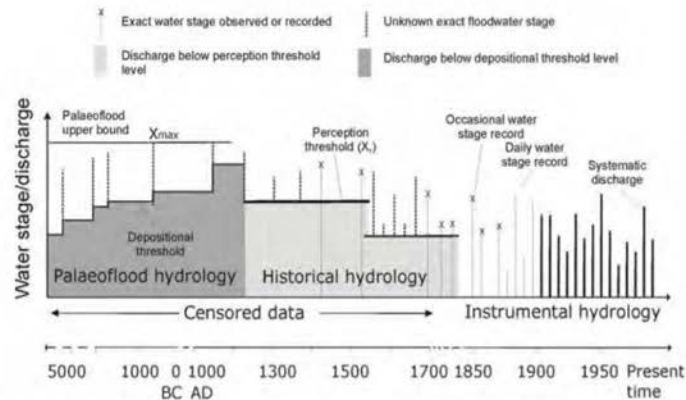 Exact water stage observed or recorded
Unknown exact floodwater stage
Discharge below perception threshold
level
Discharge below depositional threshold level
Palaeoflood
upper bound
Xmax
Perception
threshold (X
Occasional water
stage record
Daily water
stage record
Systematic
discharge
Water stage/discharge
Depositional
threshold
Palaeoflood hydrology
Historical hydrology
Censored data
Instrumental hydrology
5000 1000 0 1000 1300 1500 1700 1850 1900 1950 Present
BC AD time